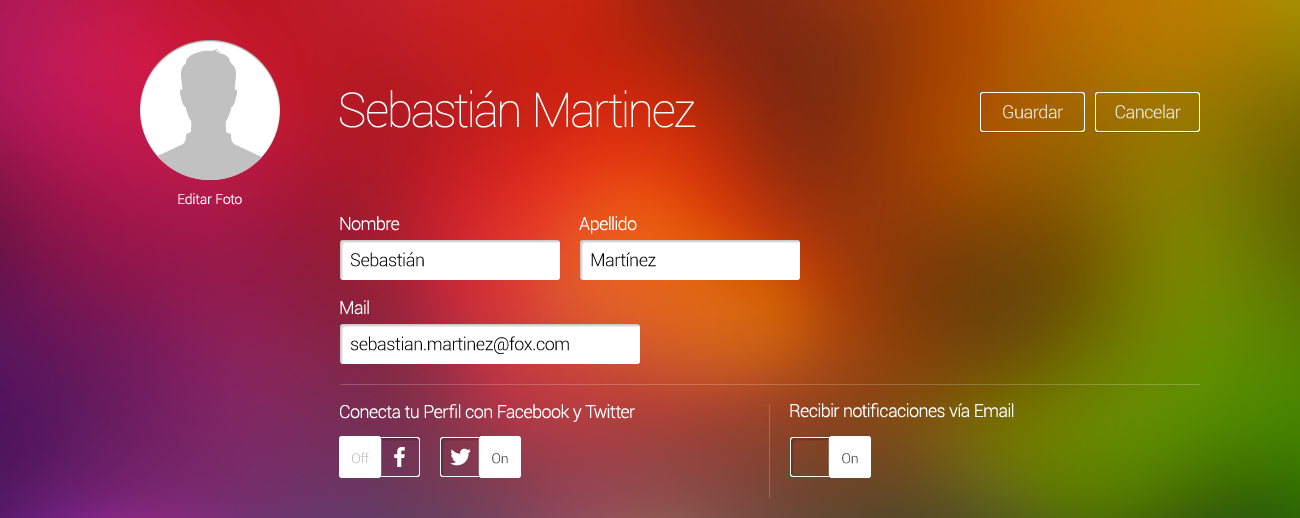 Sebastián Martinez
Guardar
Cancelar
Editar Foto
Nombre
Apellido
Sebastián
Martínez
Mail
sebastian.martinez@fox.com
Conecta tu Perfil con Facebook y Twitter
Recibir notificaciones vía Email
Off
On
On